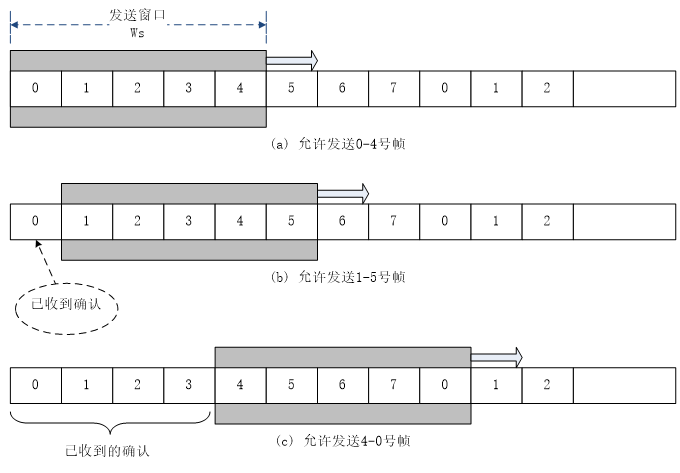 发送窗口
Ws
0 1 2 3 4 5 6 7 0 1 2
(a) 允许发送0-4号帧
0 1 2 3 4 5 6 7 0 1 2
(b) 允许发送1-5号帧
已收到确认
0 1 2 3 4 5 6 7 0 1 2
(c) 允许发送4-0号帧
已收到的确认